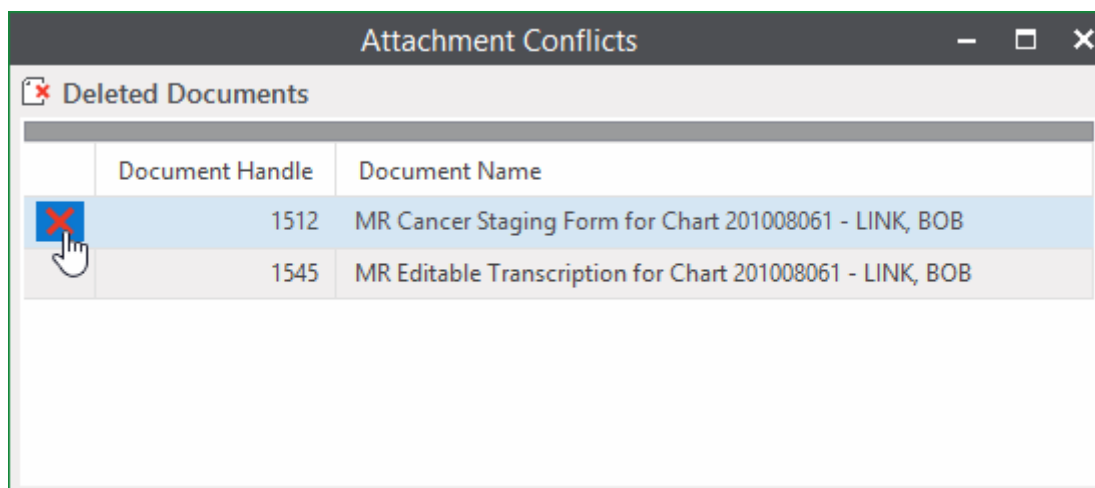 Attachment Conflicts
Deleted Documents
Document Handle Document Name
1512 MR Cancer Staging Form for Chart 201008061 - LINK, BOB
1545 MR Editable Transcription for Chart 201008061 - LINK, BOB